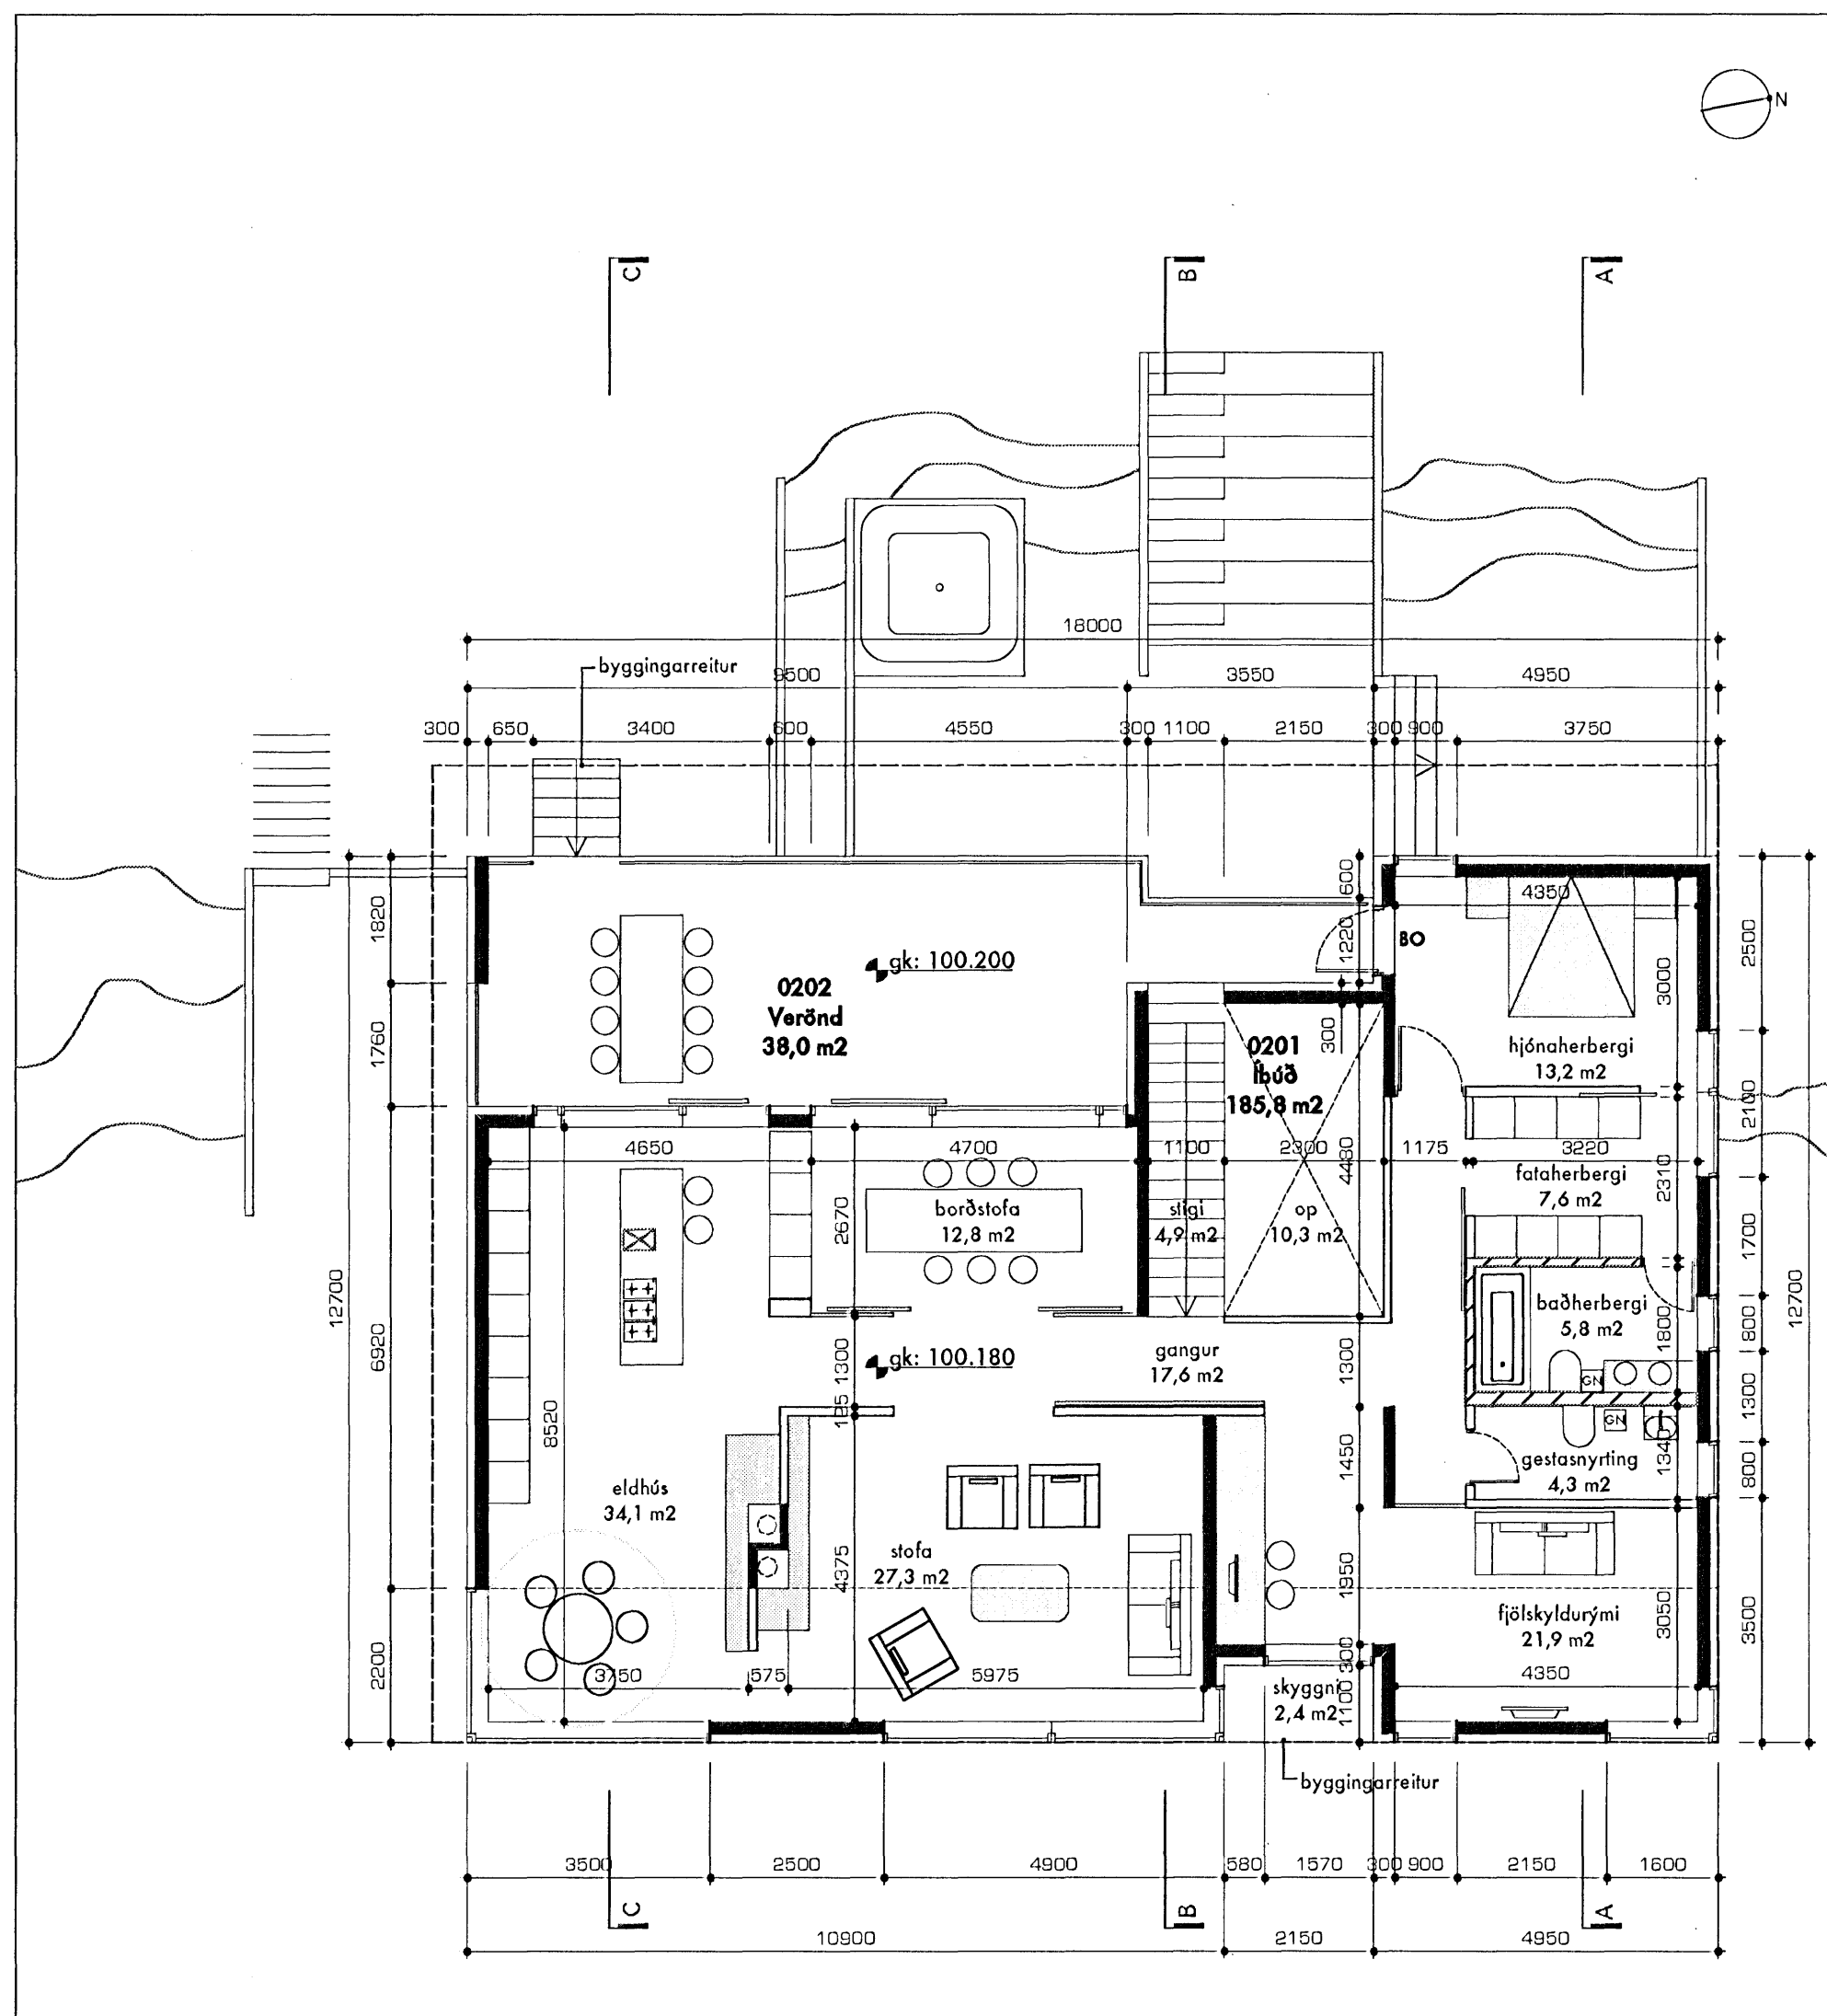 N
C
B
A
18000
byggingarreitur
9500
3550
4950
300
650
3400
600
4550
300
1100
2150
300
900
3750
600
4350
1820
1220
BO
2500
gk: 100.200
3000
0202
Verönd
38,0 m2
1760
300
0201
Íbúð
185,8 m2
hjónaherbergi
13,2 m2
2100
4650
4700
1100
2300
1175
3220
4480
fataherbergi
7,6 m2
2310
2670
borðstofa
12,8 m2
stigi
4,9 m2
op
10,3 m2
1700
12700
6920
baðherbergi
5,8 m2
1800
800
12700
gk: 100.180
1300
gangur
17,6 m2
1300
GN
1300
125
8520
GN
1340
1450
gestasnyrting
4,3 m2
800
eldhús
34,1 m2
stofa
27,3 m2
4375
1950
fjölskyldurými
21,9 m2
3050
3500
2200
3750
575
5975
300
skyggni
2,4 m2
1100
4350
byggingarreitur
3500
2500
4900
580
1570
300
900
2150
1600
C
B
A
10900
2150
4950